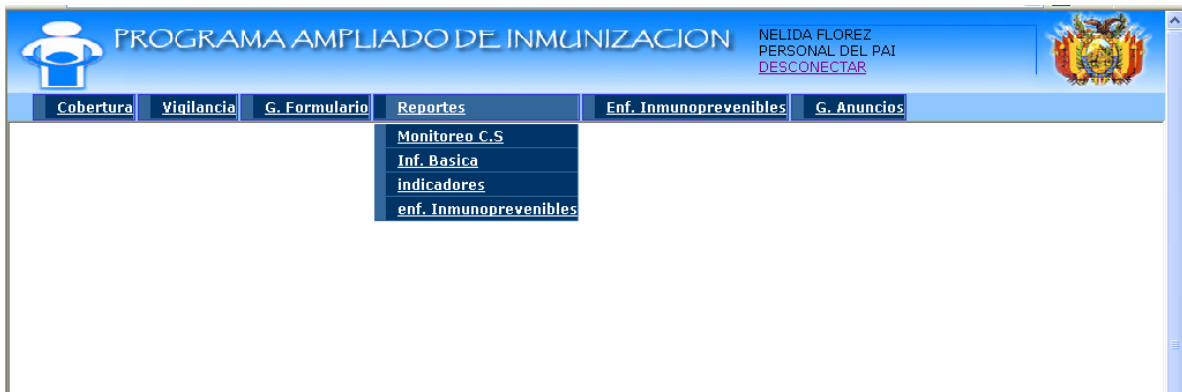 PROGRAMA AMPLIADO DE INMUNIZACION
NELIDA FLOREZ
PERSONAL DEL PAI
DESCONECTAR
Cobertura Vigilancia G. Formulario Reportes Enf. Inmunoprevenibles G. Anuncios
Monitoreo C.S
Inf. Basica
indicadores
enf. Inmunoprevenibles